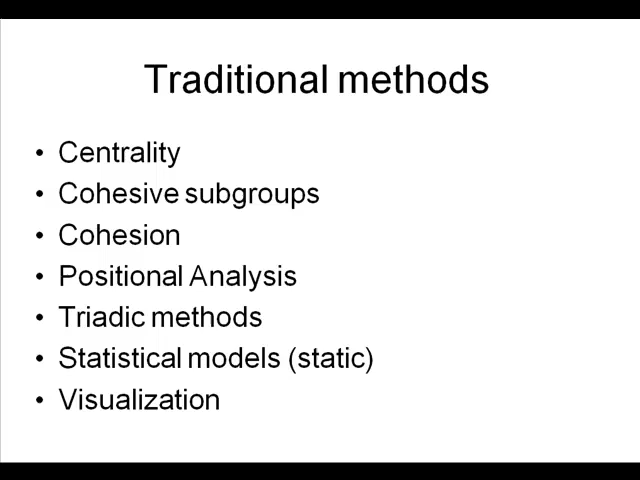 Traditional methods
• Centrality
• Cohesive subgroups
• Cohesion
• Positional Analysis
• Triadic methods
• Statistical models (static)
• Visualization